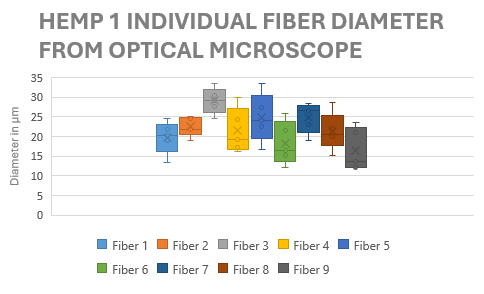 HEMP 1 INDIVIDUAL FIBER DIAMETER
FROM OPTICAL MICROSCOPE
Diameter in µm
35
30
25
20
15
10
5
0
Fiber 1 Fiber 2 Fiber 3 Fiber 4 Fiber 5
Fiber 6 Fiber 7 Fiber 8 Fiber 9